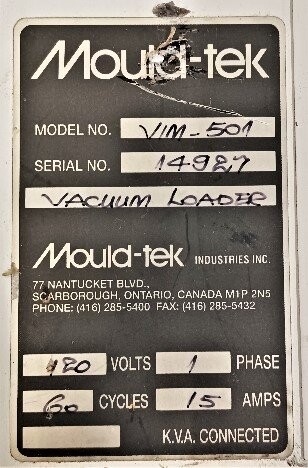 Mould-tek
MODEL NO. VIM-501
SERIAL NO. 14927
VACUUM LOADER
Mould-tek INDUSTRIES INC.
77 NANTUCKET BLVD.,
SCARBOROUGH, ONTARIO, CANADA M1P 2N5
PHONE: (416) 285-5400 FAX: (416) 285-5432
120 VOLTS 1 PHASE
60 CYCLES 15 AMPS
K.V.A. CONNECTED